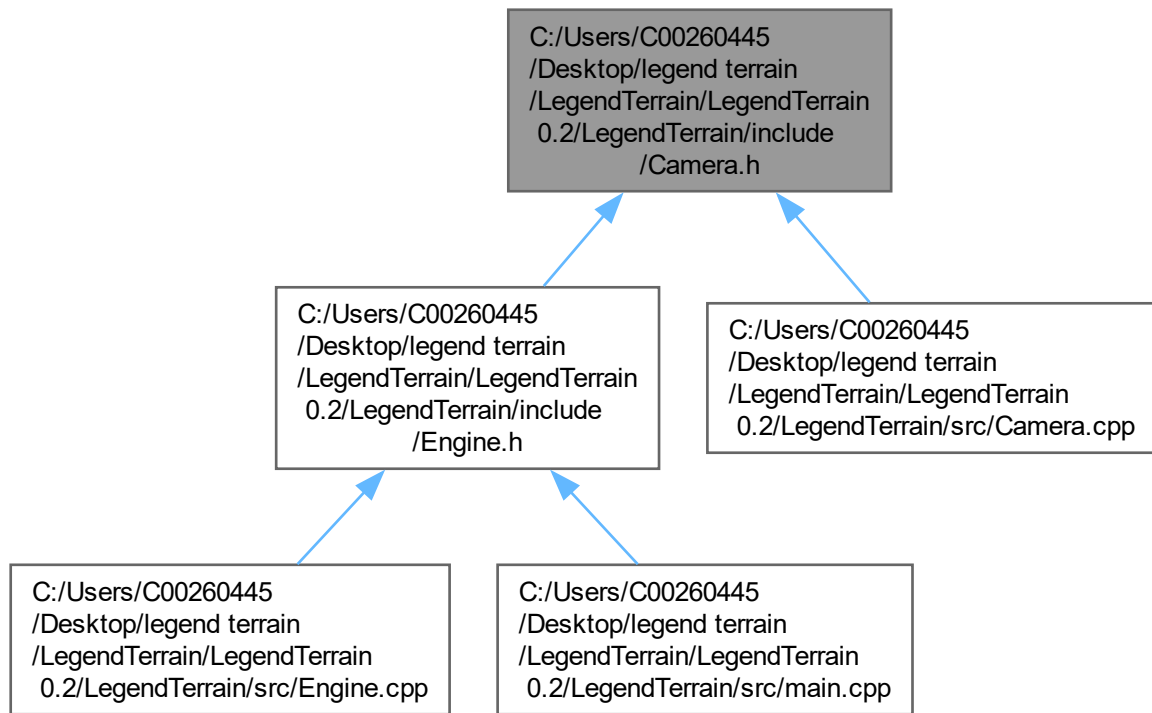 C:/Users/C00260445
/Desktop/legend terrain
/LegendTerrain/LegendTerrain
0.2/LegendTerrain/include
/Camera.h
C:/Users/C00260445
/Desktop/legend terrain
/LegendTerrain/LegendTerrain
0.2/LegendTerrain/include
/Engine.h
C:/Users/C00260445
/Desktop/legend terrain
/LegendTerrain/LegendTerrain
0.2/LegendTerrain/src/Camera.cpp
C:/Users/C00260445
/Desktop/legend terrain
/LegendTerrain/LegendTerrain
0.2/LegendTerrain/src/Engine.cpp
C:/Users/C00260445
/Desktop/legend terrain
/LegendTerrain/LegendTerrain
0.2/LegendTerrain/src/main.cpp